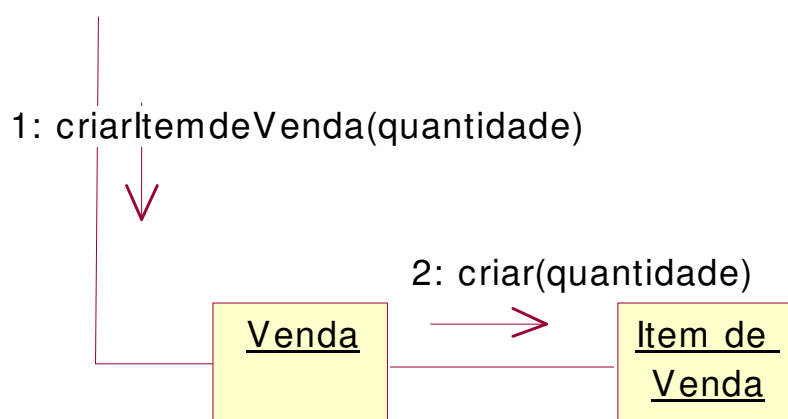 1: criarItemdeVenda(quantidade)
2: criar(quantidade)
Venda
Item de
Venda